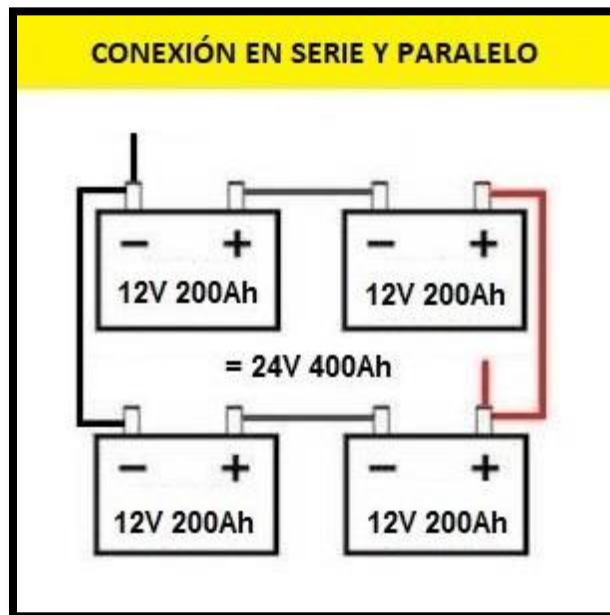 CONEXIÓN EN SERIE Y PARALELO
− + − +
12V 200Ah 12V 200Ah
= 24V 400Ah
− + − +
12V 200Ah 12V 200Ah